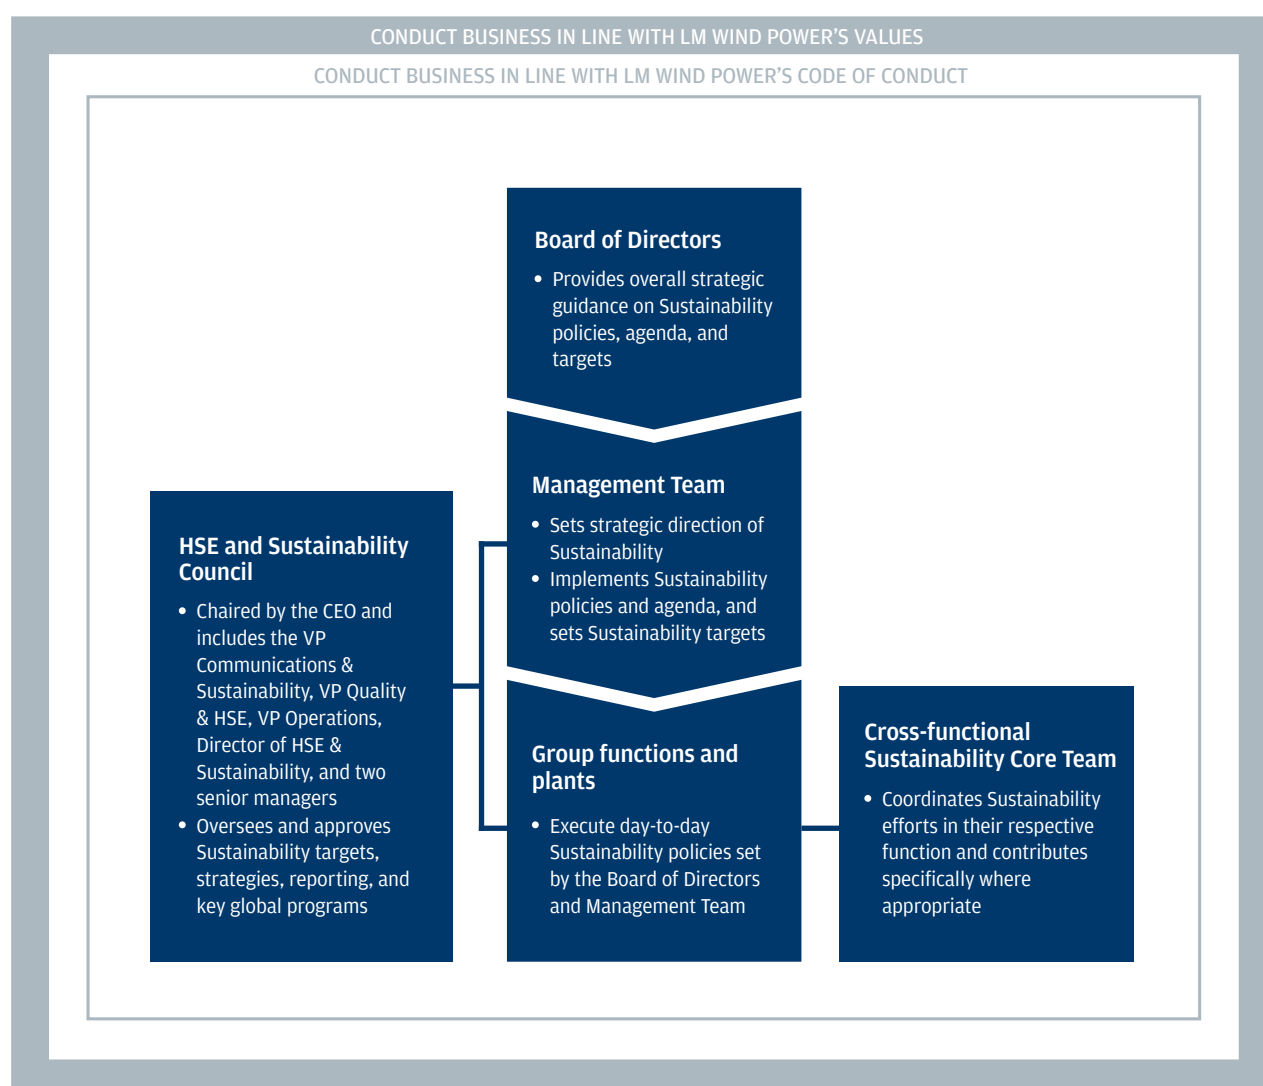 CONDUCT BUSINESS IN LINE WITH LM WIND POWER'S VALUES
CONDUCT BUSINESS IN LINE WITH LM WIND POWER'S CODE OF CONDUCT
Board of Directors
• Provides overall strategic
guidance on Sustainability
policies, agenda, and
targets
Management Team
• Sets strategic direction of
Sustainability
• Implements Sustainability
policies and agenda, and
sets Sustainability targets
HSE and Sustainability
Council
• Chaired by the CEO and
includes the VP
Communications &
Sustainability, VP Quality
& HSE, VP Operations,
Director of HSE &
Sustainability, and two
senior managers
• Oversees and approves
Sustainability targets,
strategies, reporting, and
key global programs
Group functions and
plants
• Execute day-to-day
Sustainability policies set
by the Board of Directors
and Management Team
Cross-functional
Sustainability Core Team
• Coordinates Sustainability
efforts in their respective
function and contributes
specifically where
appropriate